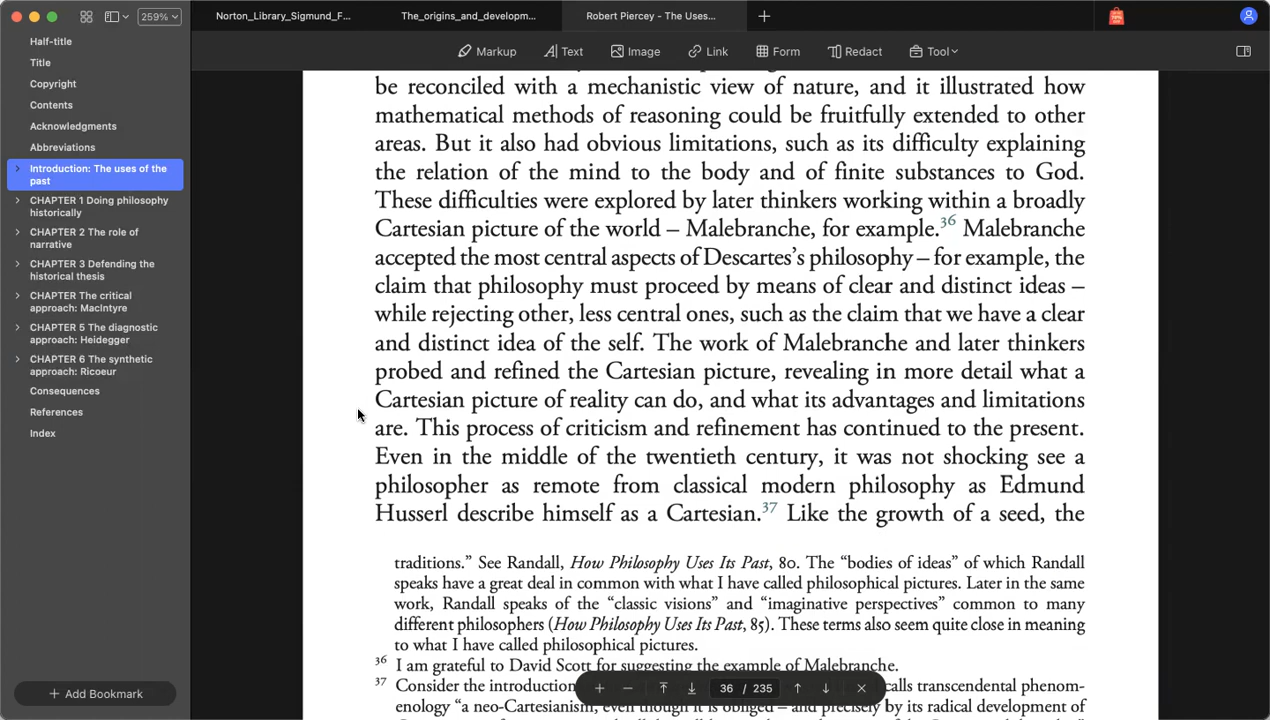 259%
Norton_Library_Sigmund_F...
The_origins_and_developm...
Robert Piercey - The Uses...
Markup
Text
Image
Link
Form
Redact
Tool
Half-title
Title
Copyright
Contents
Acknowledgments
Abbreviations
Introduction: The uses of the
past
CHAPTER 1 Doing philosophy
historically
CHAPTER 2 The role of
narrative
CHAPTER 3 Defending the
historical thesis
CHAPTER The critical
approach: MacIntyre
CHAPTER 5 The diagnostic
approach: Heidegger
CHAPTER 6 The synthetic
approach: Ricoeur
Consequences
References
Index
+ Add Bookmark
be reconciled with a mechanistic view of nature, and it illustrated how
mathematical methods of reasoning could be fruitfully extended to other
areas. But it also had obvious limitations, such as its difficulty explaining
the relation of the mind to the body and of finite substances to God.
These difficulties were explored by later thinkers working within a broadly
Cartesian picture of the world – Malebranche, for example.36 Malebranche
accepted the most central aspects of Descartes's philosophy – for example, the
claim that philosophy must proceed by means of clear and distinct ideas –
while rejecting other, less central ones, such as the claim that we have a clear
and distinct idea of the self. The work of Malebranche and later thinkers
probed and refined the Cartesian picture, revealing in more detail what a
Cartesian picture of reality can do, and what its advantages and limitations
are. This process of criticism and refinement has continued to the present.
Even in the middle of the twentieth century, it was not shocking see a
philosopher as remote from classical modern philosophy as Edmund
Husserl describe himself as a Cartesian.37 Like the growth of a seed, the
traditions." See Randall, How Philosophy Uses Its Past, 80. The "bodies of ideas" of which Randall
speaks have a great deal in common with what I have called philosophical pictures. Later in the same
work, Randall speaks of the "classic visions" and "imaginative perspectives" common to many
different philosophers (How Philosophy Uses Its Past, 85). These terms also seem quite close in meaning
to what I have called philosophical pictures.
36 I am grateful to David Scott for suggesting the example of Malebranche.
37 Consider the introduction calls transcendental phenom-
enology "a neo-Cartesianism, even though it is obliged – and precisely by its radical development of
36 / 235